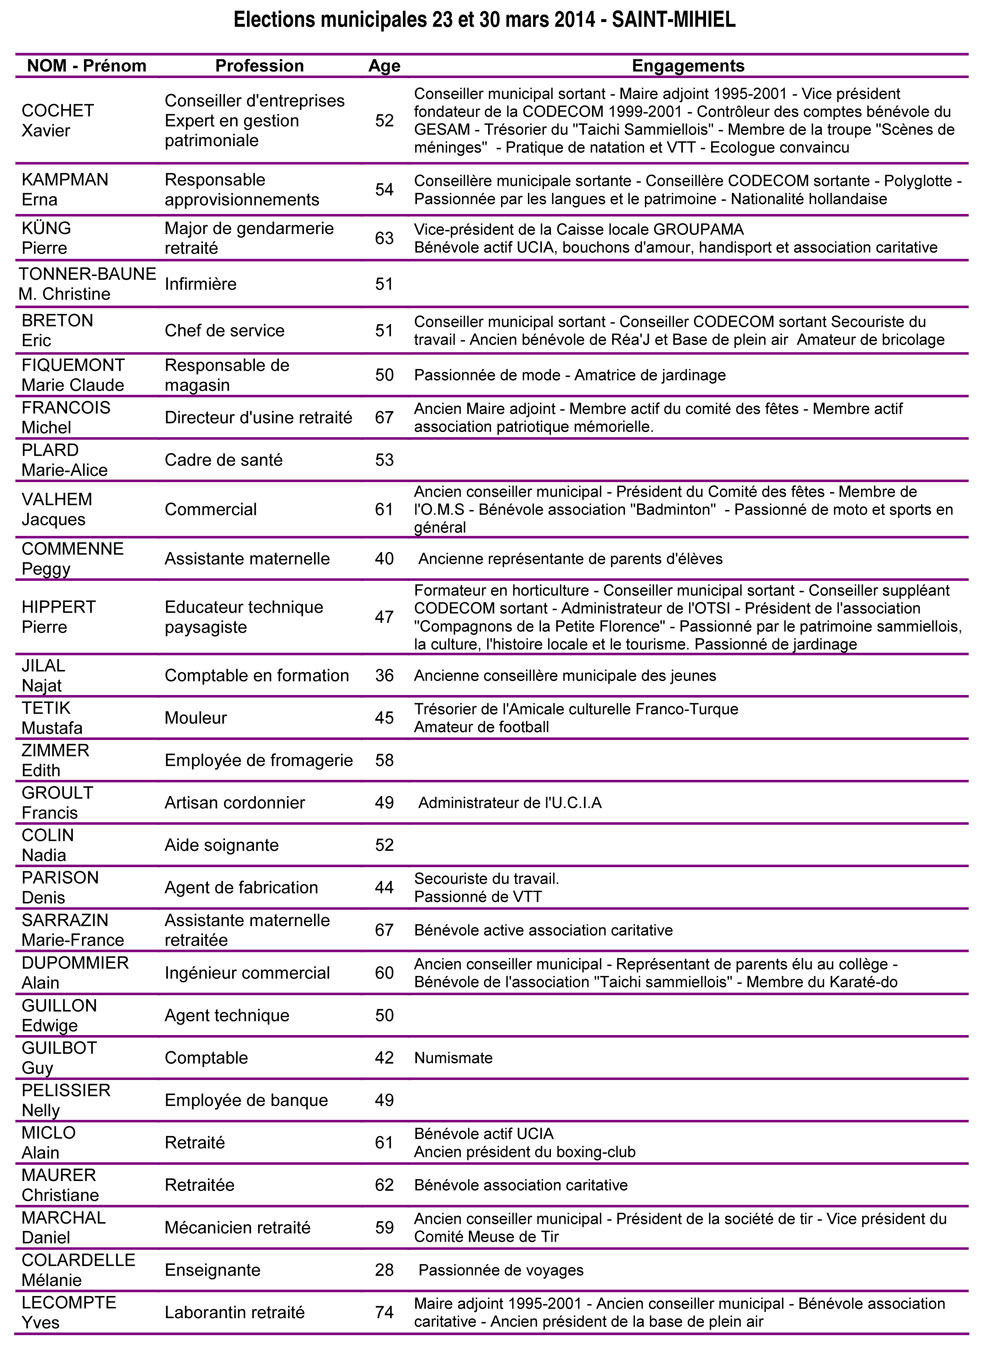 Elections municipales 23 et 30 mars 2014 - SAINT-MIHIEL
NOM - Prénom Profession Age Engagements
COCHET
Xavier
Conseiller d'entreprises
Expert en gestion
patrimoniale
52
Conseiller municipal sortant - Maire adjoint 1995-2001 - Vice président
fondateur de la CODECOM 1999-2001 - Contrôleur des comptes bénévole du
GESAM - Trésorier du "Taichi Sammiellois" - Membre de la troupe "Scènes de
méninges" - Pratique de natation et VTT - Ecologue convaincu
KAMPMAN
Erna
Responsable
approvisionnements
54
Conseillère municipale sortante - Conseillère CODECOM sortante - Polyglotte -
Passionnée par les langues et le patrimoine - Nationalité hollandaise
KÜNG
Pierre
Major de gendarmerie
retraité
63
Vice-président de la Caisse locale GROUPAMA
Bénévole actif UCIA, bouchons d'amour, handisport et association caritative
TONNER-BAUNE
M. Christine
Infirmière
51
BRETON
Eric
Chef de service
51
Conseiller municipal sortant - Conseiller CODECOM sortant Secouriste du
travail - Ancien bénévole de Réa'J et Base de plein air Amateur de bricolage
FIQUEMONT
Marie Claude
Responsable de
magasin
50
Passionnée de mode - Amatrice de jardinage
FRANCOIS
Michel
Directeur d'usine retraité
67
Ancien Maire adjoint - Membre actif du comité des fêtes - Membre actif
association patriotique mémorielle.
PLARD
Marie-Alice
Cadre de santé
53
VALHEM
Jacques
Commercial
61
Ancien conseiller municipal - Président du Comité des fêtes - Membre de
l'O.M.S - Bénévole association "Badminton" - Passionné de moto et sports en
général
COMMENNE
Peggy
Assistante maternelle
40
Ancienne représentante de parents d'élèves
HIPPERT
Pierre
Educateur technique
paysagiste
47
Formateur en horticulture - Conseiller municipal sortant - Conseiller suppléant
CODECOM sortant - Administrateur de l'OTSI - Président de l'association
"Compagnons de la Petite Florence" - Passionné par le patrimoine sammiellois,
la culture, l'histoire locale et le tourisme. Passionné de jardinage
JILAL
Najat
Comptable en formation
36
Ancienne conseillère municipale des jeunes
TETIK
Mustafa
Mouleur
45
Trésorier de l'Amicale culturelle Franco-Turque
Amateur de football
ZIMMER
Edith
Employée de fromagerie
58
GROULT
Francis
Artisan cordonnier
49
Administrateur de l'U.C.I.A
COLIN
Nadia
Aide soignante
52
PARISON
Denis
Agent de fabrication
44
Secouriste du travail.
Passionné de VTT
SARRAZIN
Marie-France
Assistante maternelle
retraitée
67
Bénévole active association caritative
DUPOMMIER
Alain
Ingénieur commercial
60
Ancien conseiller municipal - Représentant de parents élu au collège -
Bénévole de l'association "Taichi sammiellois" - Membre du Karaté-do
GUILLON
Edwige
Agent technique
50
GUILBOT
Guy
Comptable
42
Numismate
PELISSIER
Nelly
Employée de banque
49
MICLO
Alain
Retraité
61
Bénévole actif UCIA
Ancien président du boxing-club
MAURER
Christiane
Retraitée
62
Bénévole association caritative
MARCHAL
Daniel
Mécanicien retraité
59
Ancien conseiller municipal - Président de la société de tir - Vice président du
Comité Meuse de Tir
COLARDELLE
Mélanie
Enseignante
28
Passionnée de voyages
LECOMPTE
Yves
Laborantin retraité
74
Maire adjoint 1995-2001 - Ancien conseiller municipal - Bénévole association
caritative - Ancien président de la base de plein air